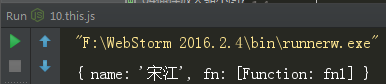 Run 10.this.js
"F:\WebStorm 2016.2.4\bin\runnerw.exe"
{ name: '宋江', fn: [Function: fn1] }